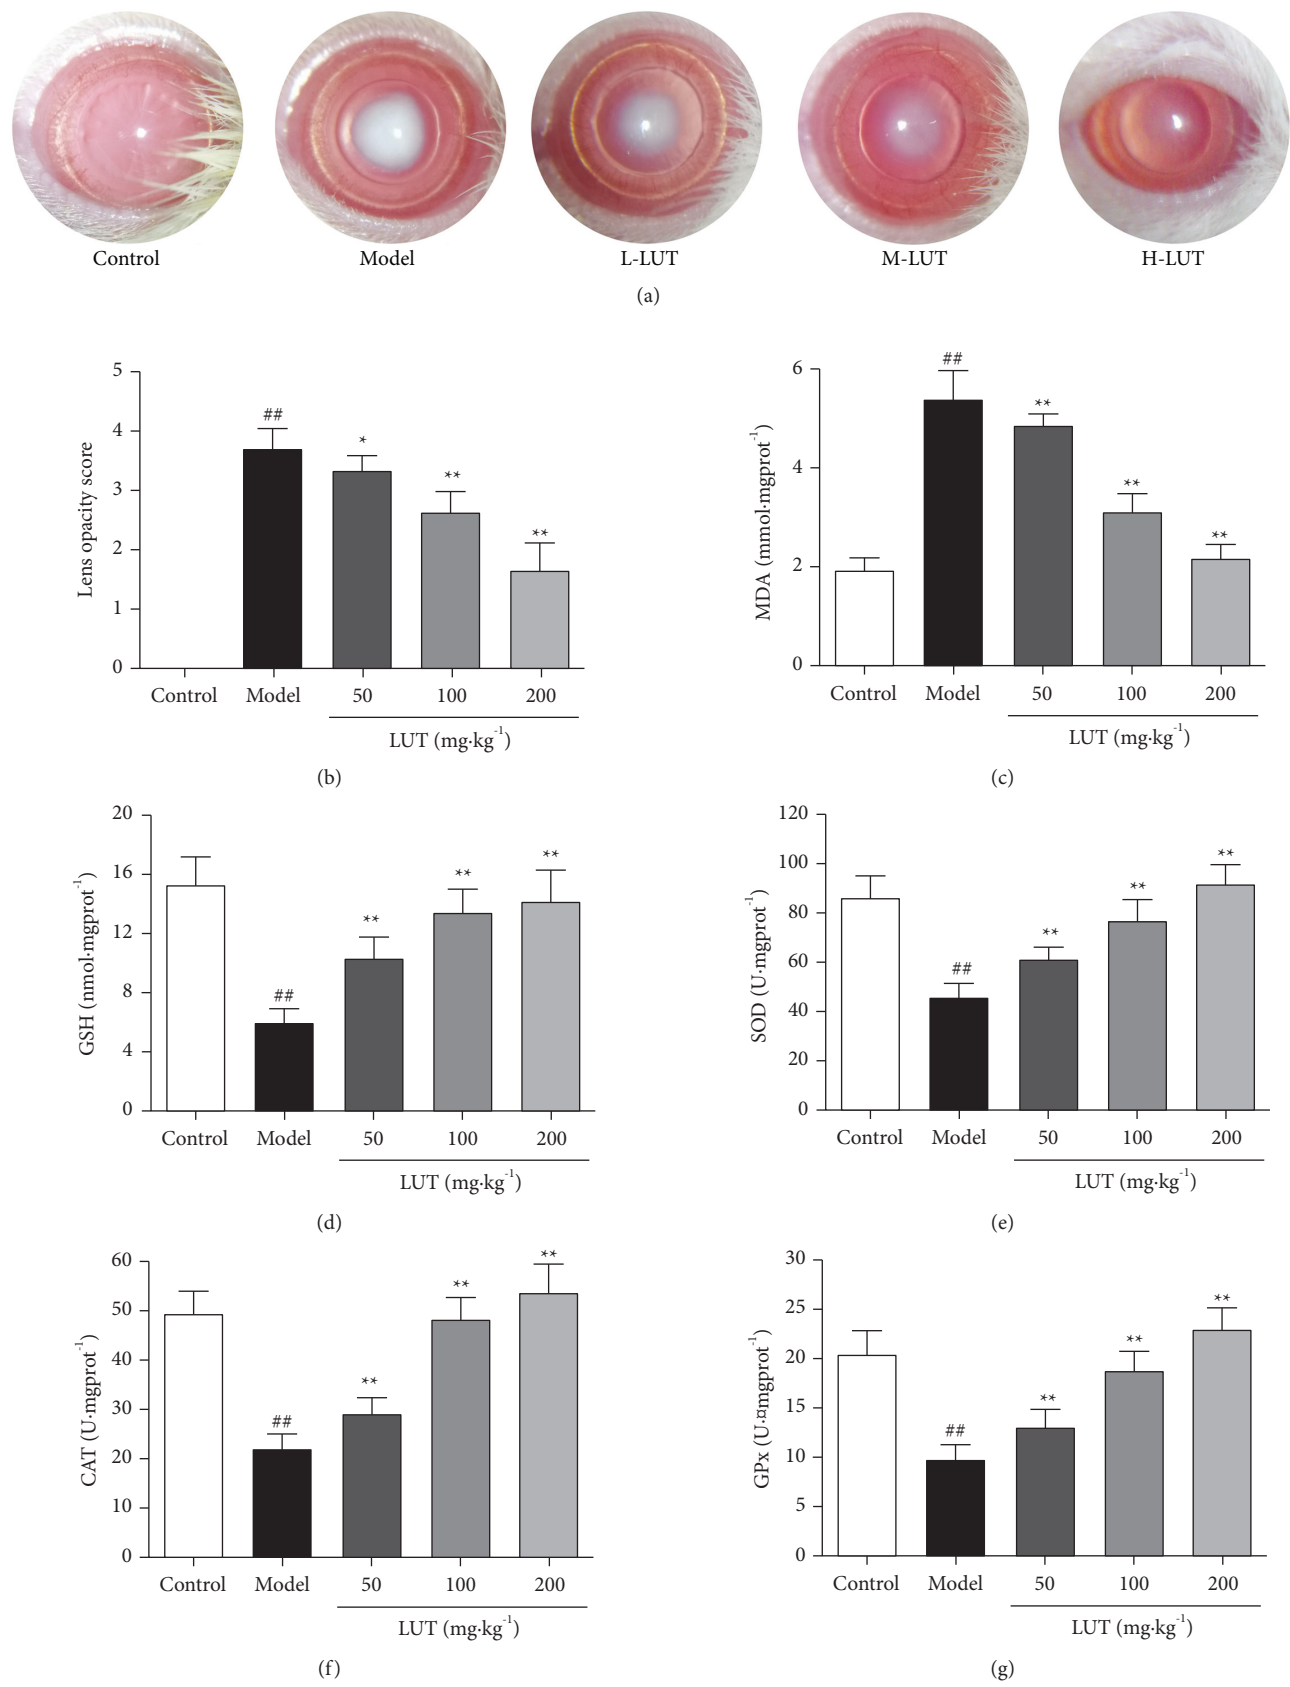 Control Model L-LUT M-LUT H-LUT
(a)
Lens opacity score
5
4
3
2
1
0
##
*
**
**
Control Model 50 100 200
LUT (mg·kg-1)
(b)
MDA (mmol·mgprot-1)
6
4
2
0
##
**
**
**
Control Model 50 100 200
LUT (mg·kg-1)
(c)
GSH (nmol·mgprot-1)
20
16
12
8
4
0
##
**
**
**
Control Model 50 100 200
LUT (mg·kg-1)
(d)
SOD (U·mgprot-1)
120
100
80
60
40
20
0
##
**
**
**
Control Model 50 100 200
LUT (mg·kg-1)
(e)
CAT (U·mgprot-1)
60
50
40
30
20
10
0
##
**
**
**
Control Model 50 100 200
LUT (mg·kg-1)
(f)
GPx (U·¤mgprot-1)
30
25
20
15
10
5
0
##
**
**
**
Control Model 50 100 200
LUT (mg·kg-1)
(g)